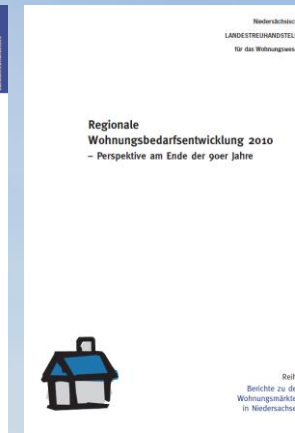 Niedersächsisc
LANDESTREUHANDSTELL
für das Wohnungswes
Regionale
Wohnungsbedarfsentwicklung 2010
– Perspektive am Ende der 90er Jahre
Reih
Berichte zu de
Wohnungsmärkte
in Niedersachse